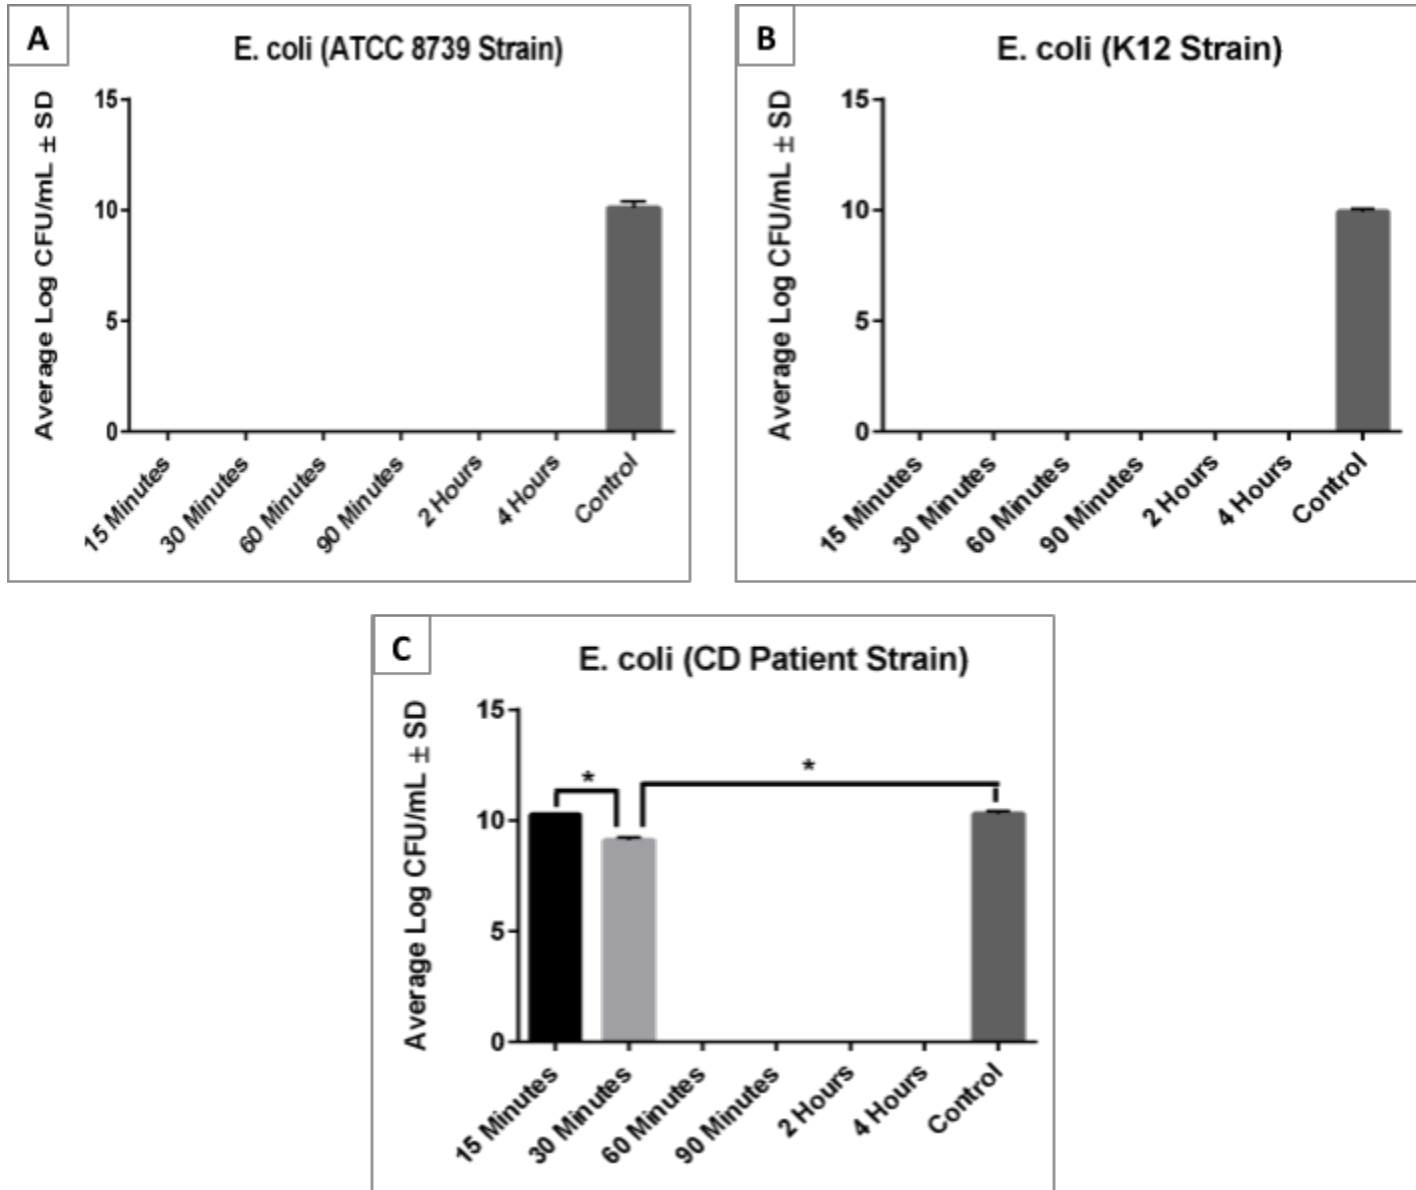 A
E. coli (ATCC 8739 Strain)
Average Log CFU/mL ± SD
15
10
5
0
15 Minutes
30 Minutes
60 Minutes
90 Minutes
2 Hours
4 Hours
Control
B
E. coli (K12 Strain)
Average Log CFU/mL ± SD
15
10
5
0
15 Minutes
30 Minutes
60 Minutes
90 Minutes
2 Hours
4 Hours
Control
C
E. coli (CD Patient Strain)
Average Log CFU/mL ± SD
15
10
5
0
*
*
15 Minutes
30 Minutes
60 Minutes
90 Minutes
2 Hours
4 Hours
Control